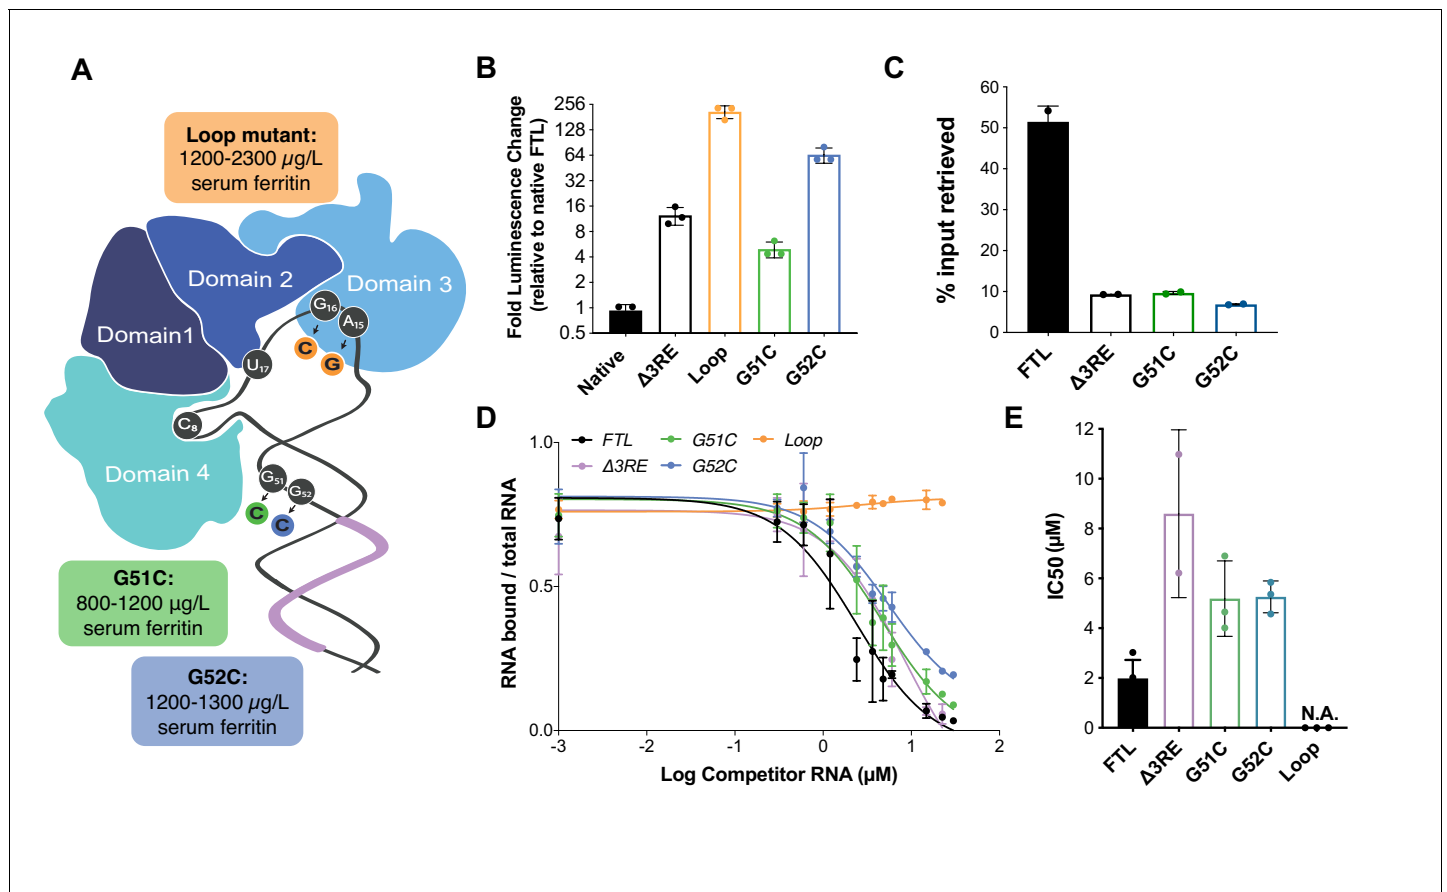 A
Loop mutant:
1200-2300 µg/L
serum ferritin
Domain 2
Domain 3
Domain1
Domain 4
G16
A15
C
G
U17
C8
G51
G52
C
C
G51C:
800-1200 µg/L
serum ferritin
G52C:
1200-1300 µg/L
serum ferritin
B
Fold Luminescence Change
(relative to native FTL)
256
128
64
32
16
8
4
2
1
0.5
Native
Δ3RE
Loop
G51C
G52C
C
% input retrieved
60
50
40
30
20
10
0
FTL
Δ3RE
G51C
G52C
D
RNA bound / total RNA
1.0
0.5
0.0
FTL
G51C
Loop
Δ3RE
G52C
-3
-2
-1
0
1
2
Log Competitor RNA (µM)
E
IC50 (µM)
12
10
8
6
4
2
0
N.A.
FTL
Δ3RE
G51C
G52C
Loop